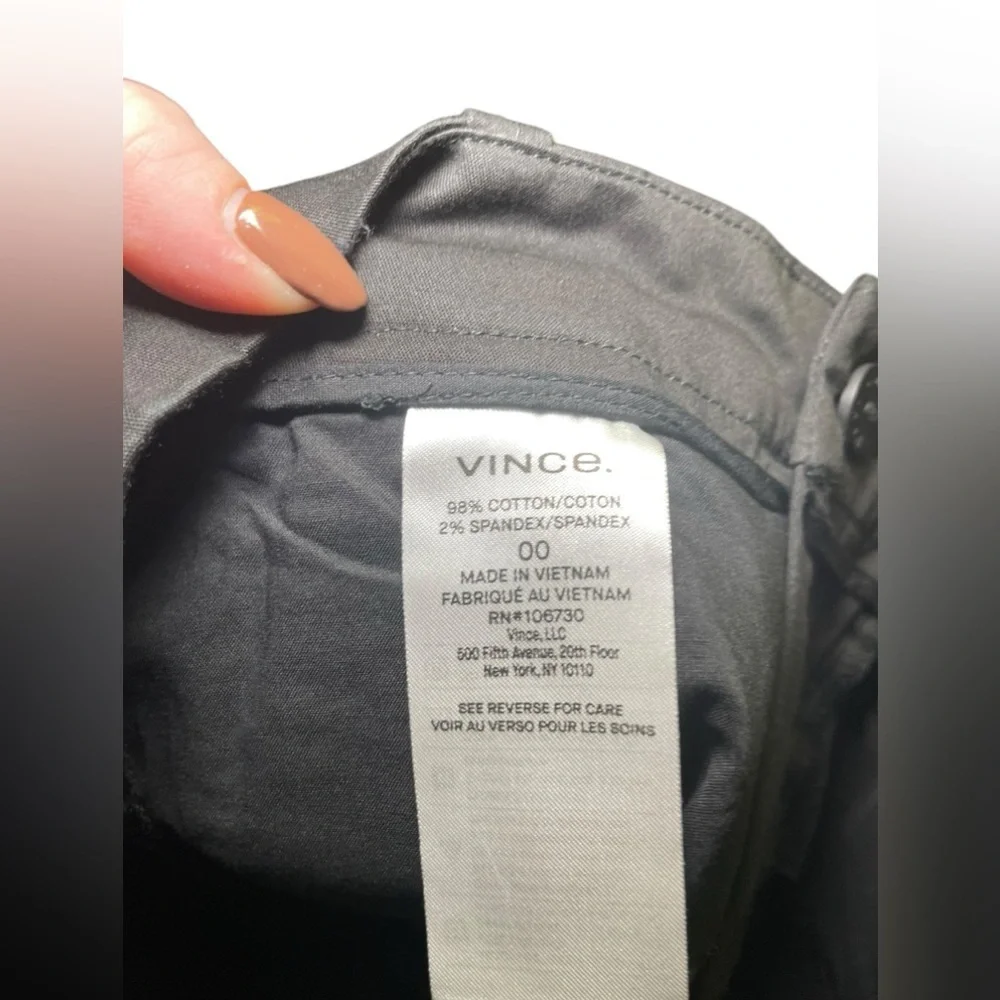 VINCe.
98% COTTON/COTON
2% SPANDEX/SPANDEX
00
MADE IN VIETNAM
FABRIQUÉ AU VIETNAM
RN#106730
Vince, LLC
500 Fifth Avenue, 20th Floor
New York, NY 10110
SEE REVERSE FOR CARE
VOIR AU VERSO POUR LES SOINS